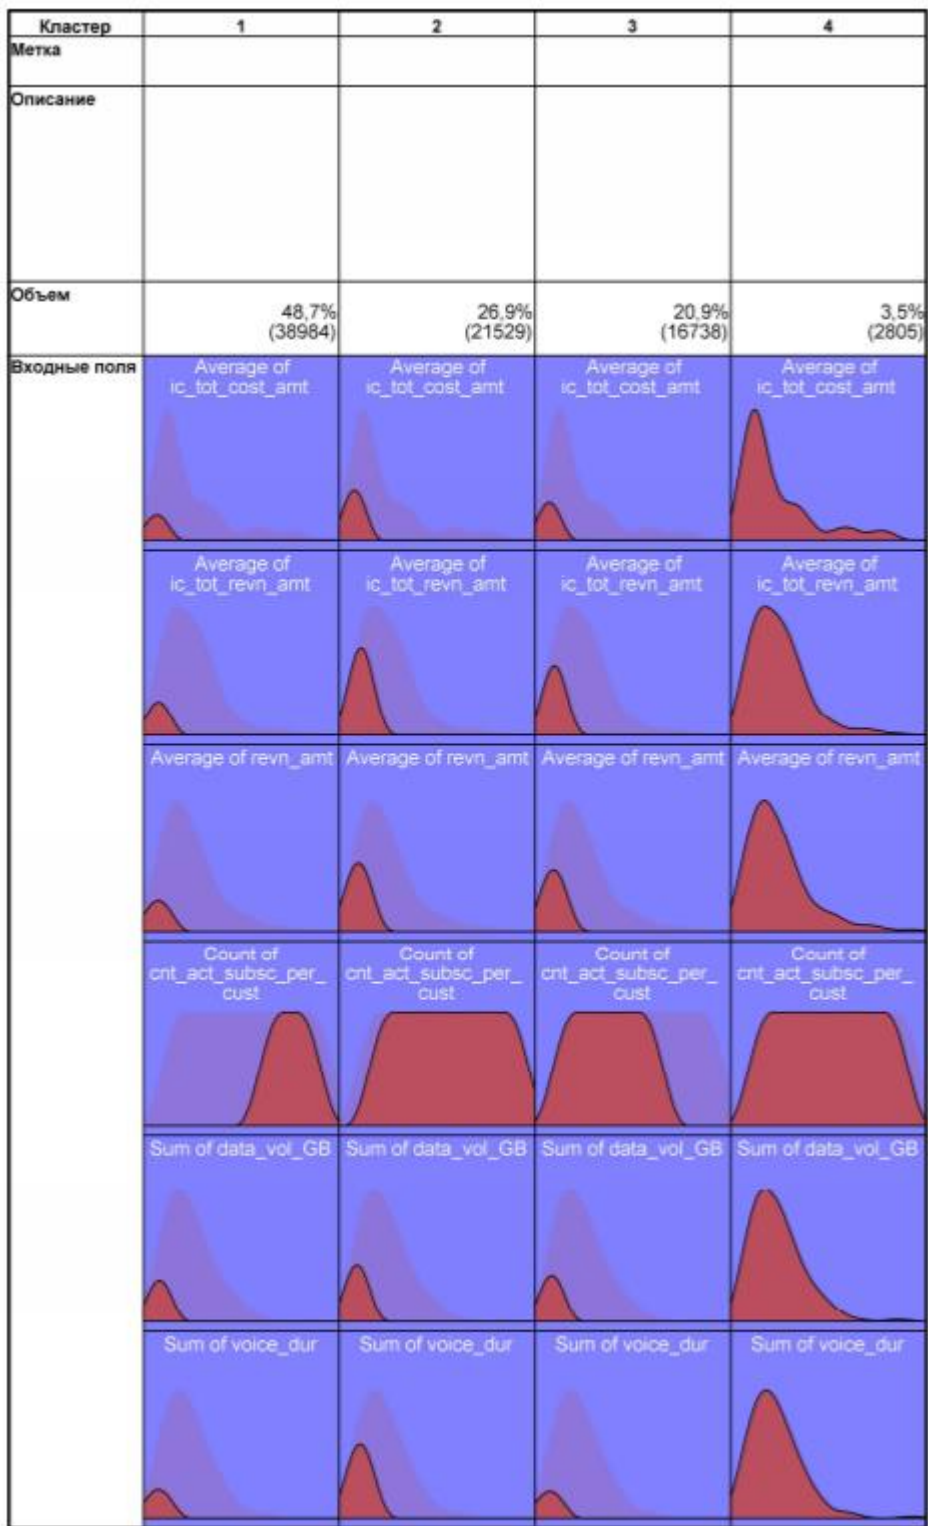 Кластер 1 2 3 4
Метка
Описание
Объем
48,7% 26,9% 20,9% 3,5%
(38984) (21529) (16738) (2805)
Входные поля Average of Average of Average of Average of
ic_tot_cost_amt ic_tot_cost_amt ic_tot_cost_amt ic_tot_cost_amt
Average of Average of Average of Average of
ic_tot_revn_amt ic_tot_revn_amt ic_tot_revn_amt ic_tot_revn_amt
Average of revn_amt Average of revn_amt Average of revn_amt Average of revn_amt
Count of Count of Count of Count of
cnt_act_subsc_per_ cnt_act_subsc_per_ cnt_act_subsc_per_ cnt_act_subsc_per_
cust cust cust cust
Sum of data_vol_GB Sum of data_vol_GB Sum of data_vol_GB Sum of data_vol_GB
Sum of voice_dur Sum of voice_dur Sum of voice_dur Sum of voice_dur